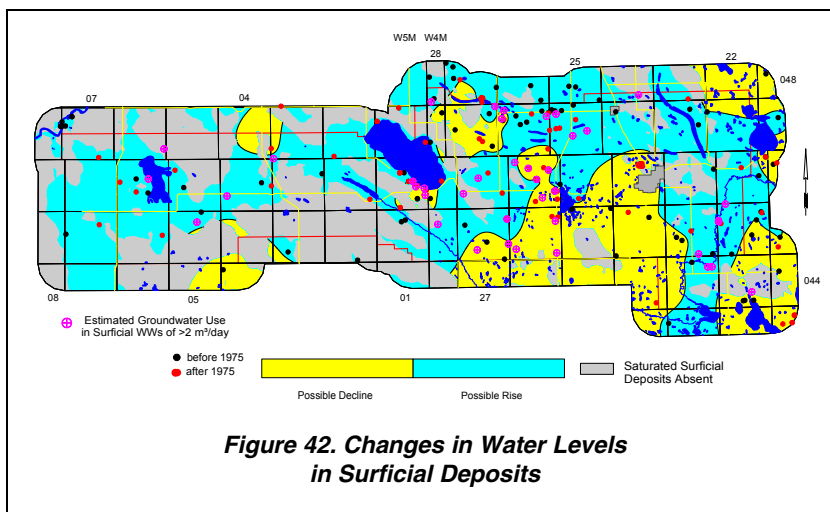 W5M W4M
28
25
22
048
07
04
08
05
01
27
044
Estimated Groundwater Use
in Surficial WWs of >2 m³/day
before 1975
after 1975
Possible Decline
Possible Rise
Saturated Surficial
Deposits Absent
Figure 42. Changes in Water Levels
in Surficial Deposits